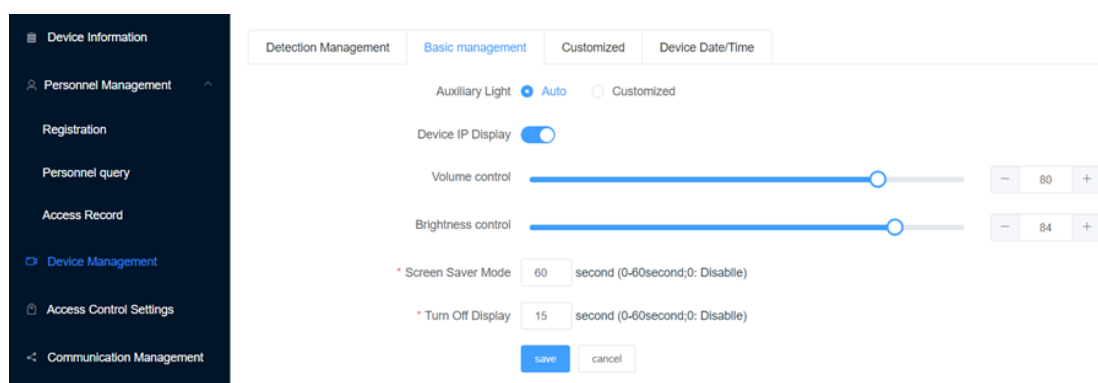 Device Information
Personnel Management
Registration
Personnel query
Access Record
Device Management
Access Control Settings
Communication Management
Detection Management Basic management Customized Device Date/Time
Auxiliary Light Auto Customized
Device IP Display
Volume control − 80 +
Brightness control − 84 +
* Screen Saver Mode 60 second (0-60second;0: Disablle)
* Turn Off Display 15 second (0-60second;0: Disablle)
save cancel